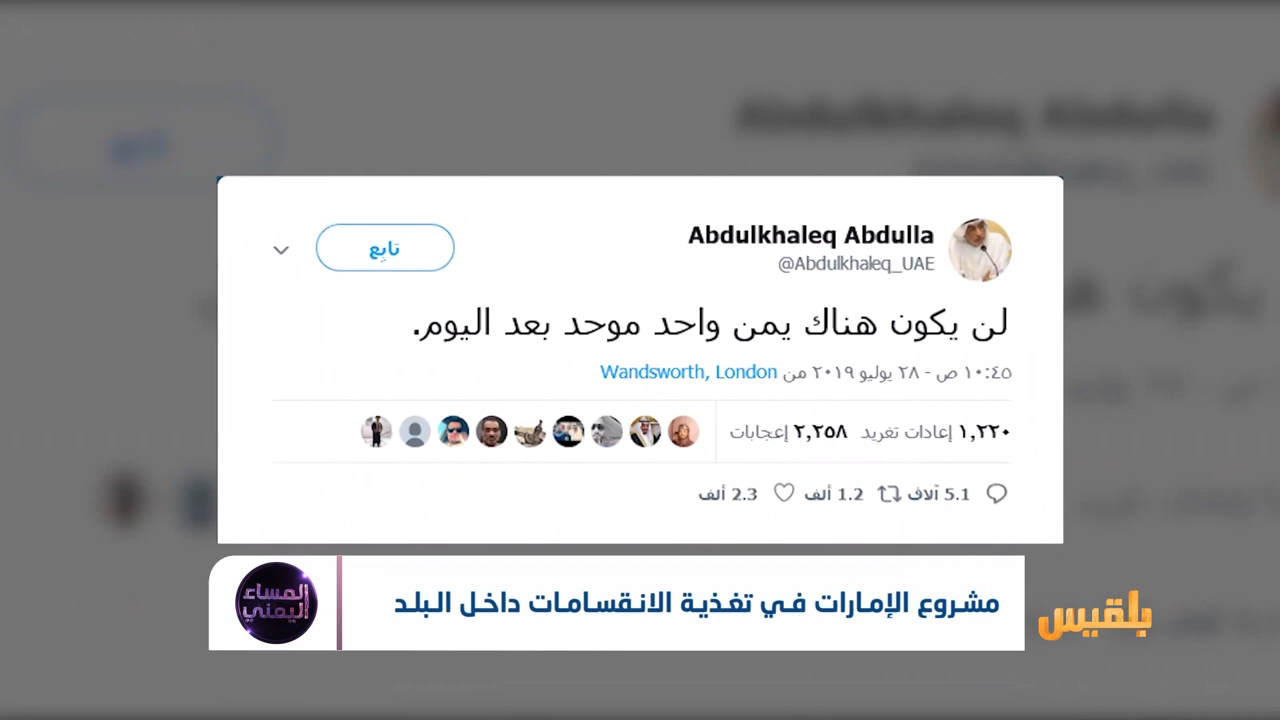 Abdulkhaleq Abdulla
@Abdulkhaleq_UAE
تابِع
لن يكون هناك يمن واحد موحد بعد اليوم.
١٠:٤٥ ص - ٢٨ يوليو ٢٠١٩ من Wandsworth, London
١,٢٢٠ إعادات تغريد ٢,٢٥٨ إعجابات
5.1 آلاف 1.2 ألف 2.3 ألف
مشروع الإمارات في تغذية الانقسامات داخل البلد
المساء
اليمني
بلقيس